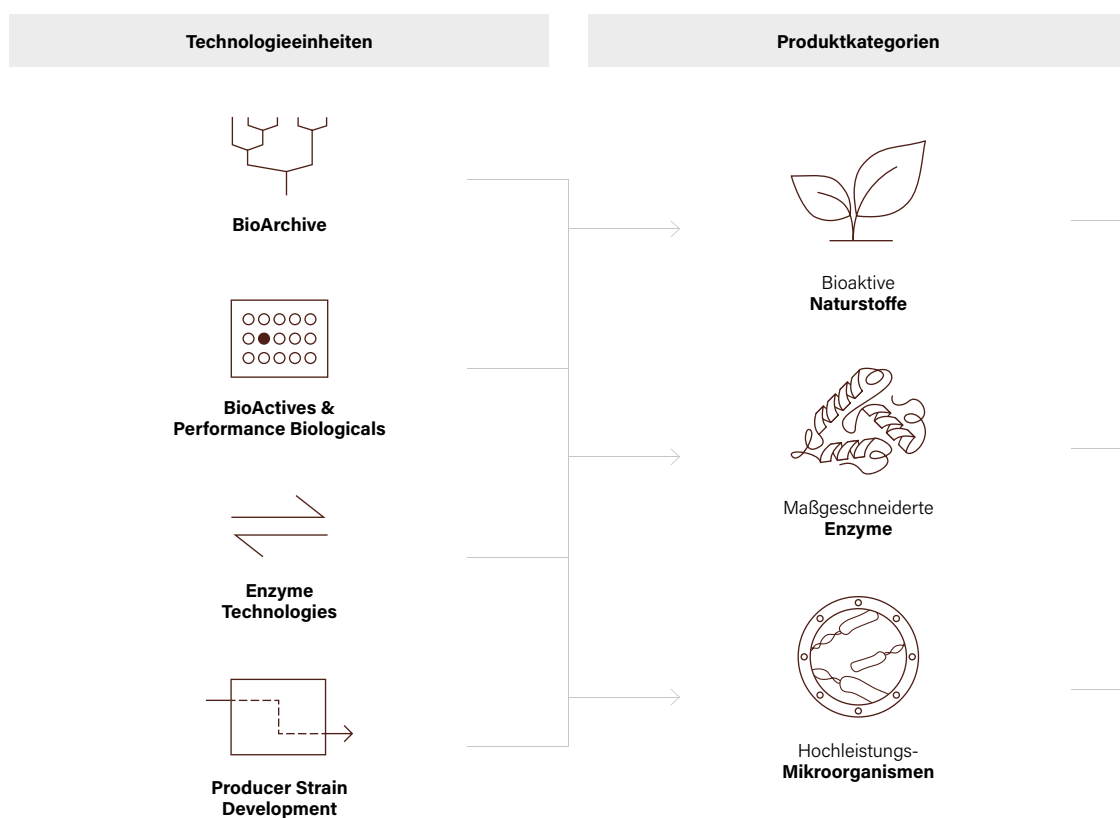 Technologieeinheiten
Produktkategorien
BioArchive
BioActives &
Performance Biologicals
Enzyme
Technologies
Producer Strain
Development
Bioaktive
Naturstoffe
Maßgeschneiderte
Enzyme
Hochleistungs-
Mikroorganismen